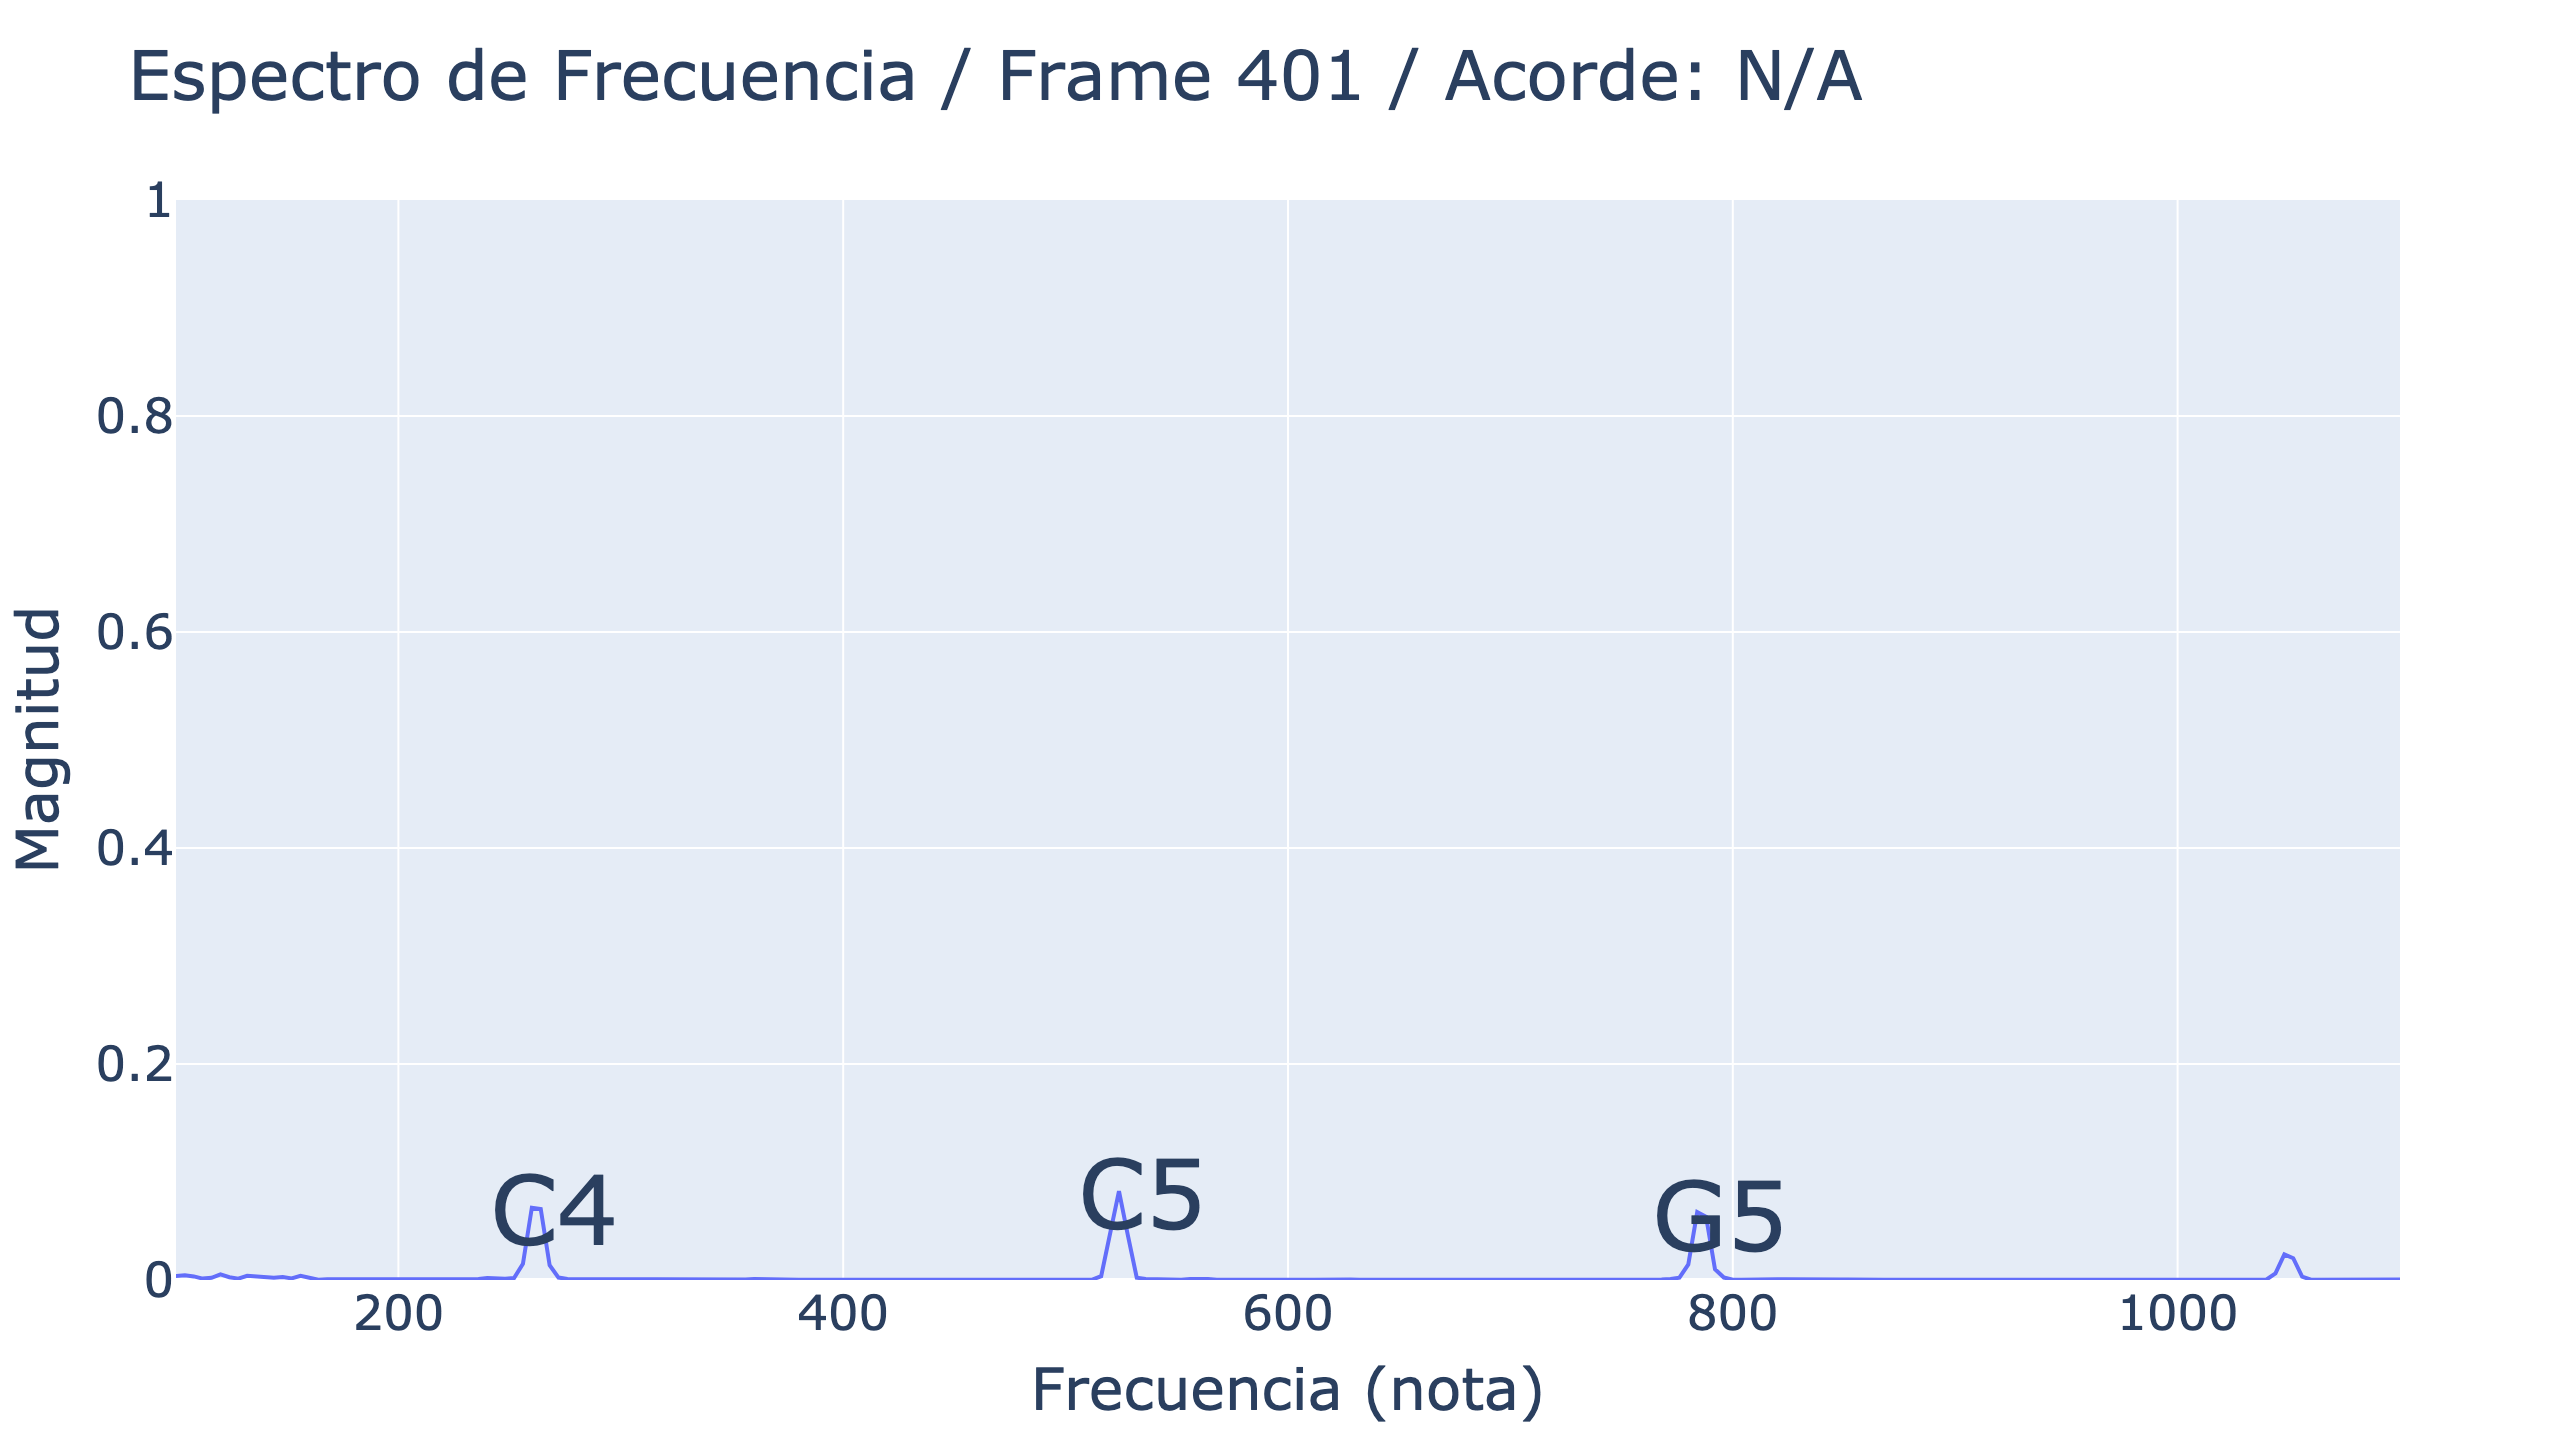 Espectro de Frecuencia / Frame 401 / Acorde: N/A
1
0.8
0.6
0.4
0.2
0
Magnitud
C4
C5
G5
200
400
600
800
1000
Frecuencia (nota)